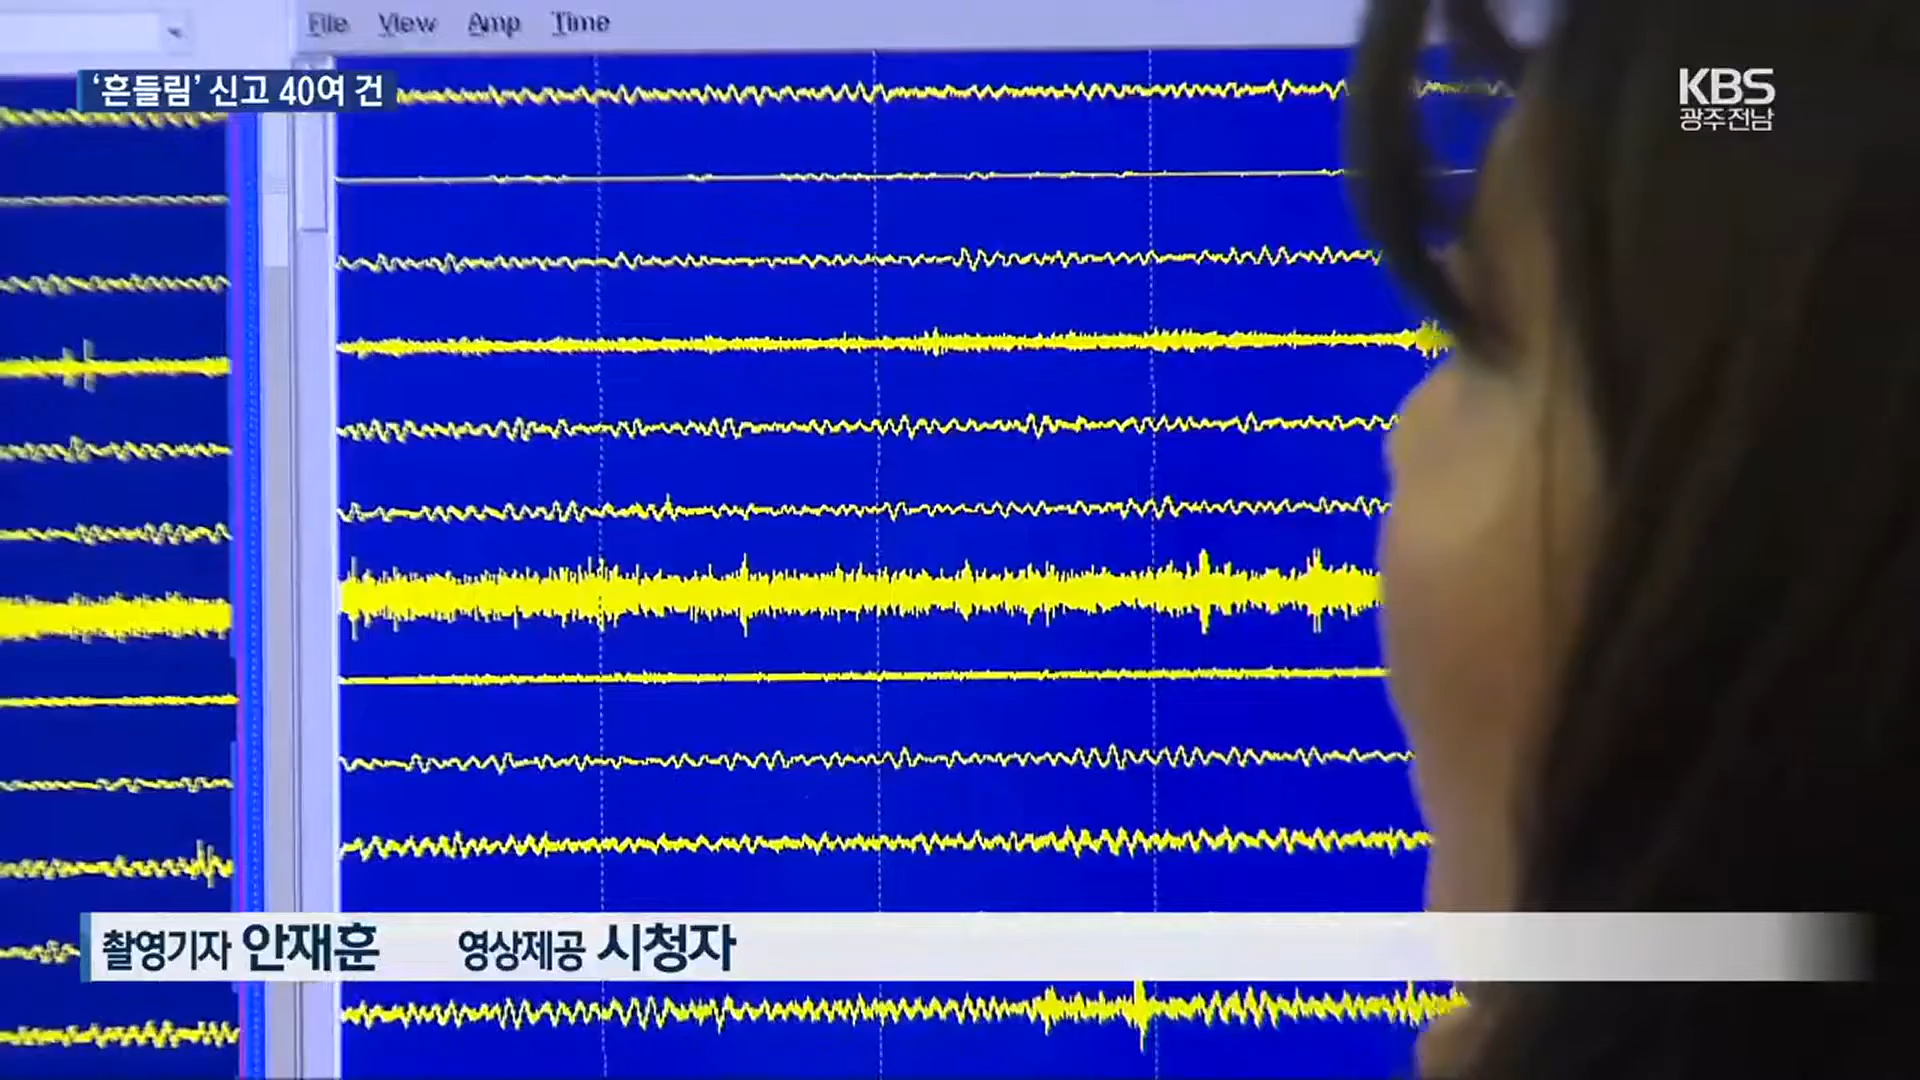 File View Amp Time
‘흔들림’ 신고 40여 건
KBS
광주전남
촬영기자 안재훈 영상제공 시청자